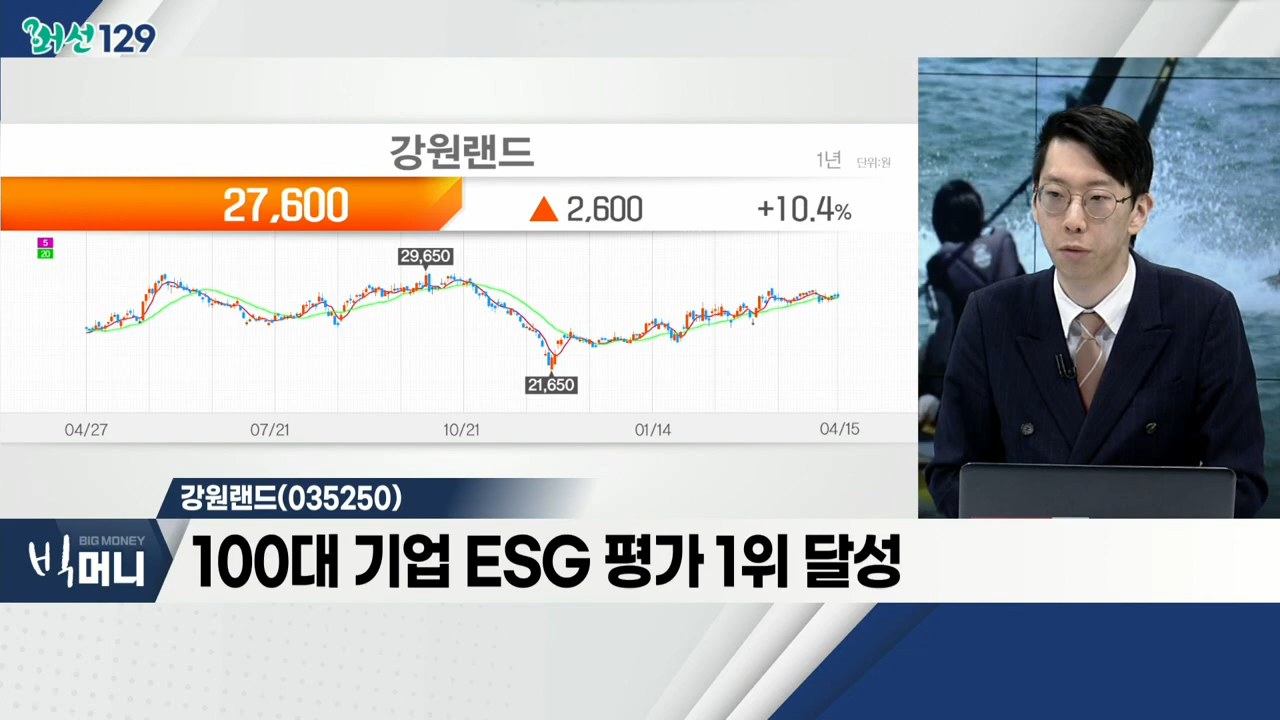 퀴선129
강원랜드
1년 단위:원
27,600 ▲ 2,600 +10.4%
5
20
29,650
21,650
04/27 07/21 10/21 01/14 04/15
강원랜드(035250)
BIG MONEY
빅머니
100대 기업 ESG 평가 1위 달성